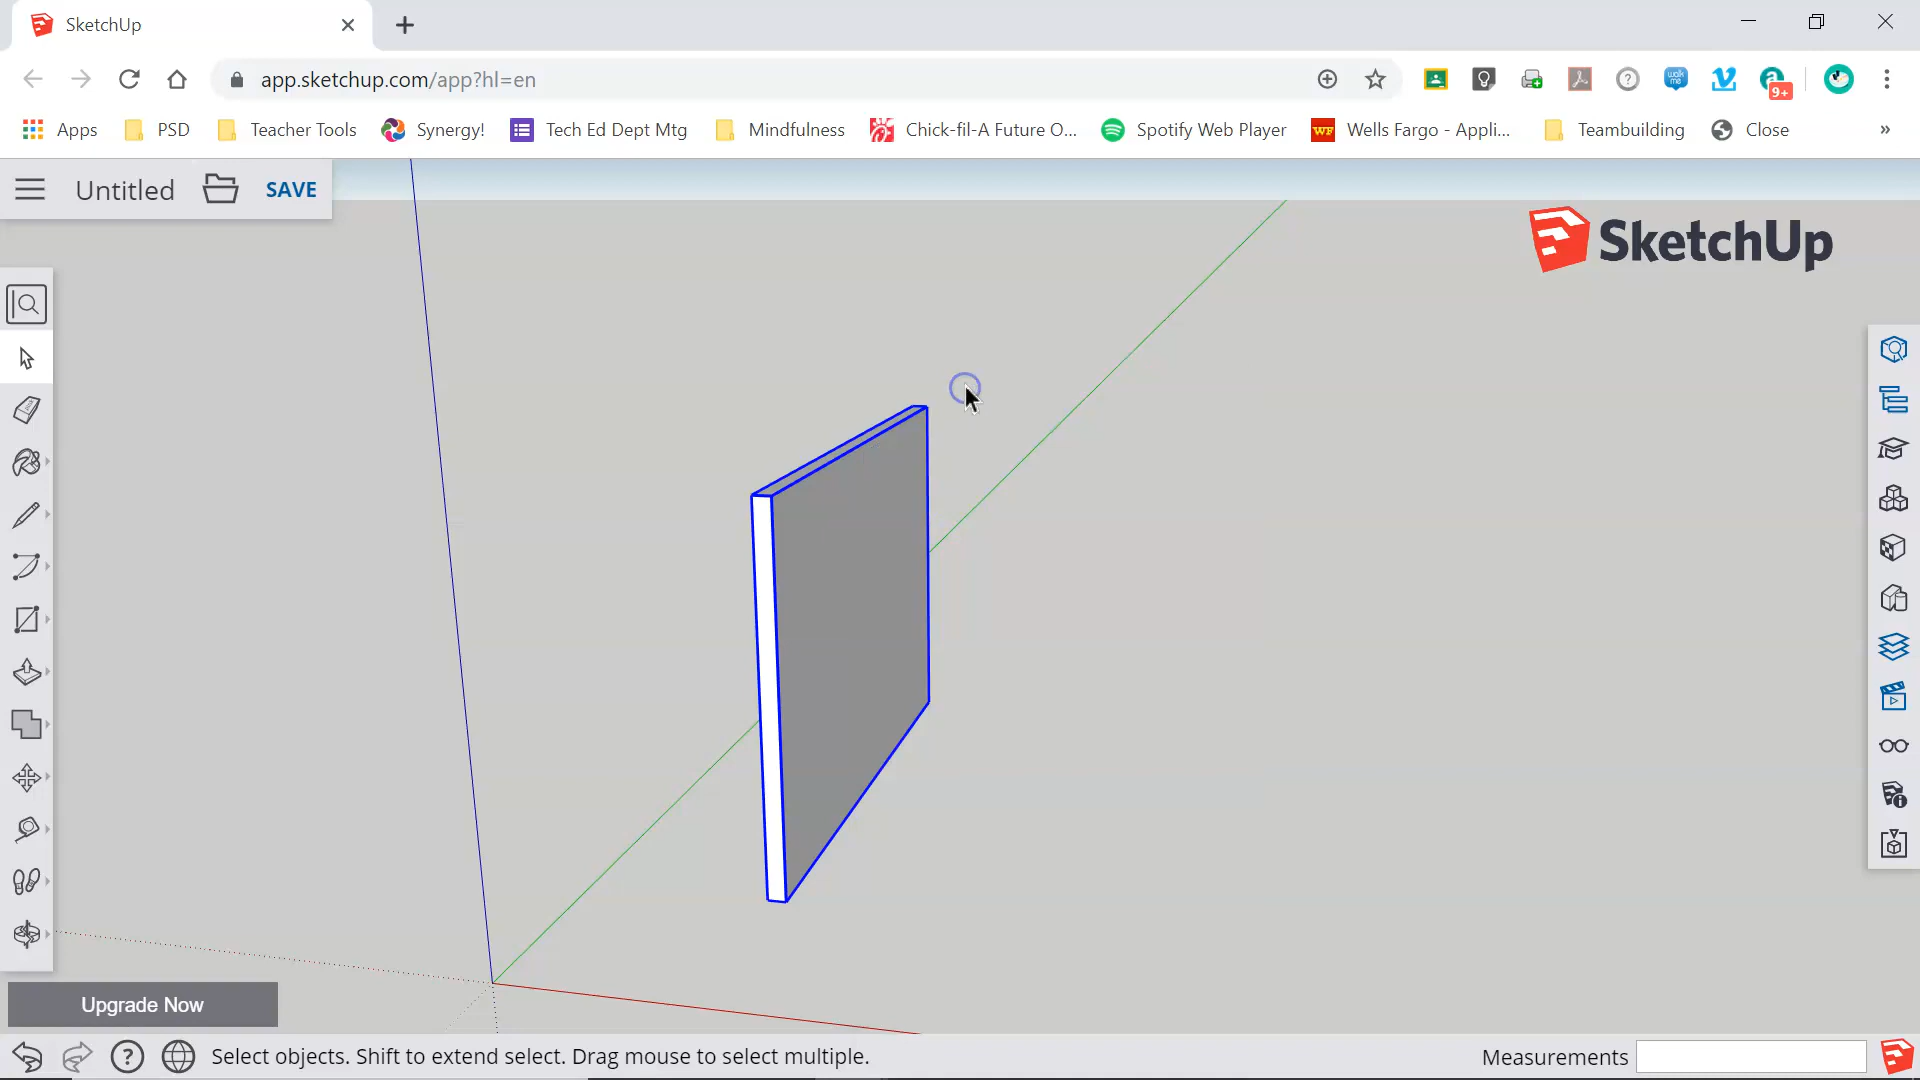 SketchUp
app.sketchup.com/app?hl=en
9+
Apps PSD Teacher Tools Synergy! Tech Ed Dept Mtg Mindfulness Chick-fil-A Future O... WF Spotify Web Player Wells Fargo - Appli... Teambuilding Close »
Untitled SAVE
SketchUp
Upgrade Now
Select objects. Shift to extend select. Drag mouse to select multiple.
Measurements